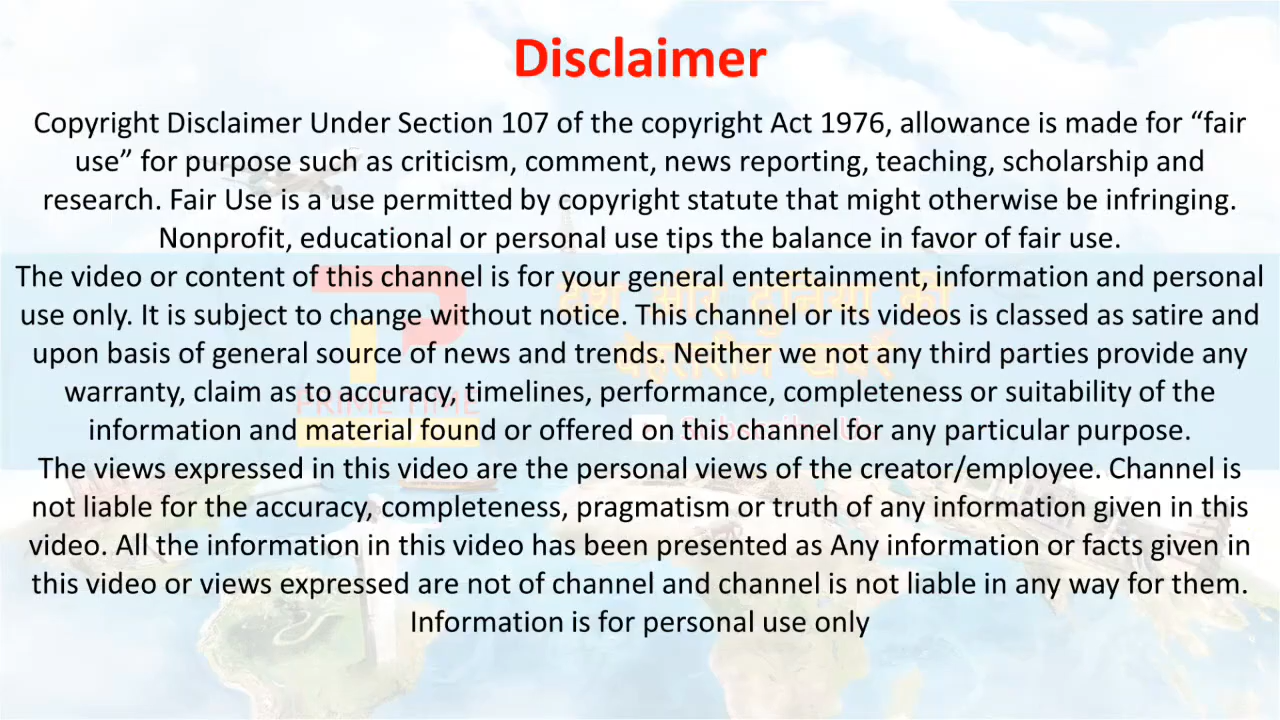 Disclaimer
Copyright Disclaimer Under Section 107 of the copyright Act 1976, allowance is made for “fair
use” for purpose such as criticism, comment, news reporting, teaching, scholarship and
research. Fair Use is a use permitted by copyright statute that might otherwise be infringing.
Nonprofit, educational or personal use tips the balance in favor of fair use.
The video or content of this channel is for your general entertainment, information and personal
use only. It is subject to change without notice. This channel or its videos is classed as satire and
upon basis of general source of news and trends. Neither we not any third parties provide any
warranty, claim as to accuracy, timelines, performance, completeness or suitability of the
information and material found or offered on this channel for any particular purpose.
The views expressed in this video are the personal views of the creator/employee. Channel is
not liable for the accuracy, completeness, pragmatism or truth of any information given in this
video. All the information in this video has been presented as Any information or facts given in
this video or views expressed are not of channel and channel is not liable in any way for them.
Information is for personal use only
देश और दुनिया की
बेहतरीन खबरें
PRIME TIME
Subscribe Us